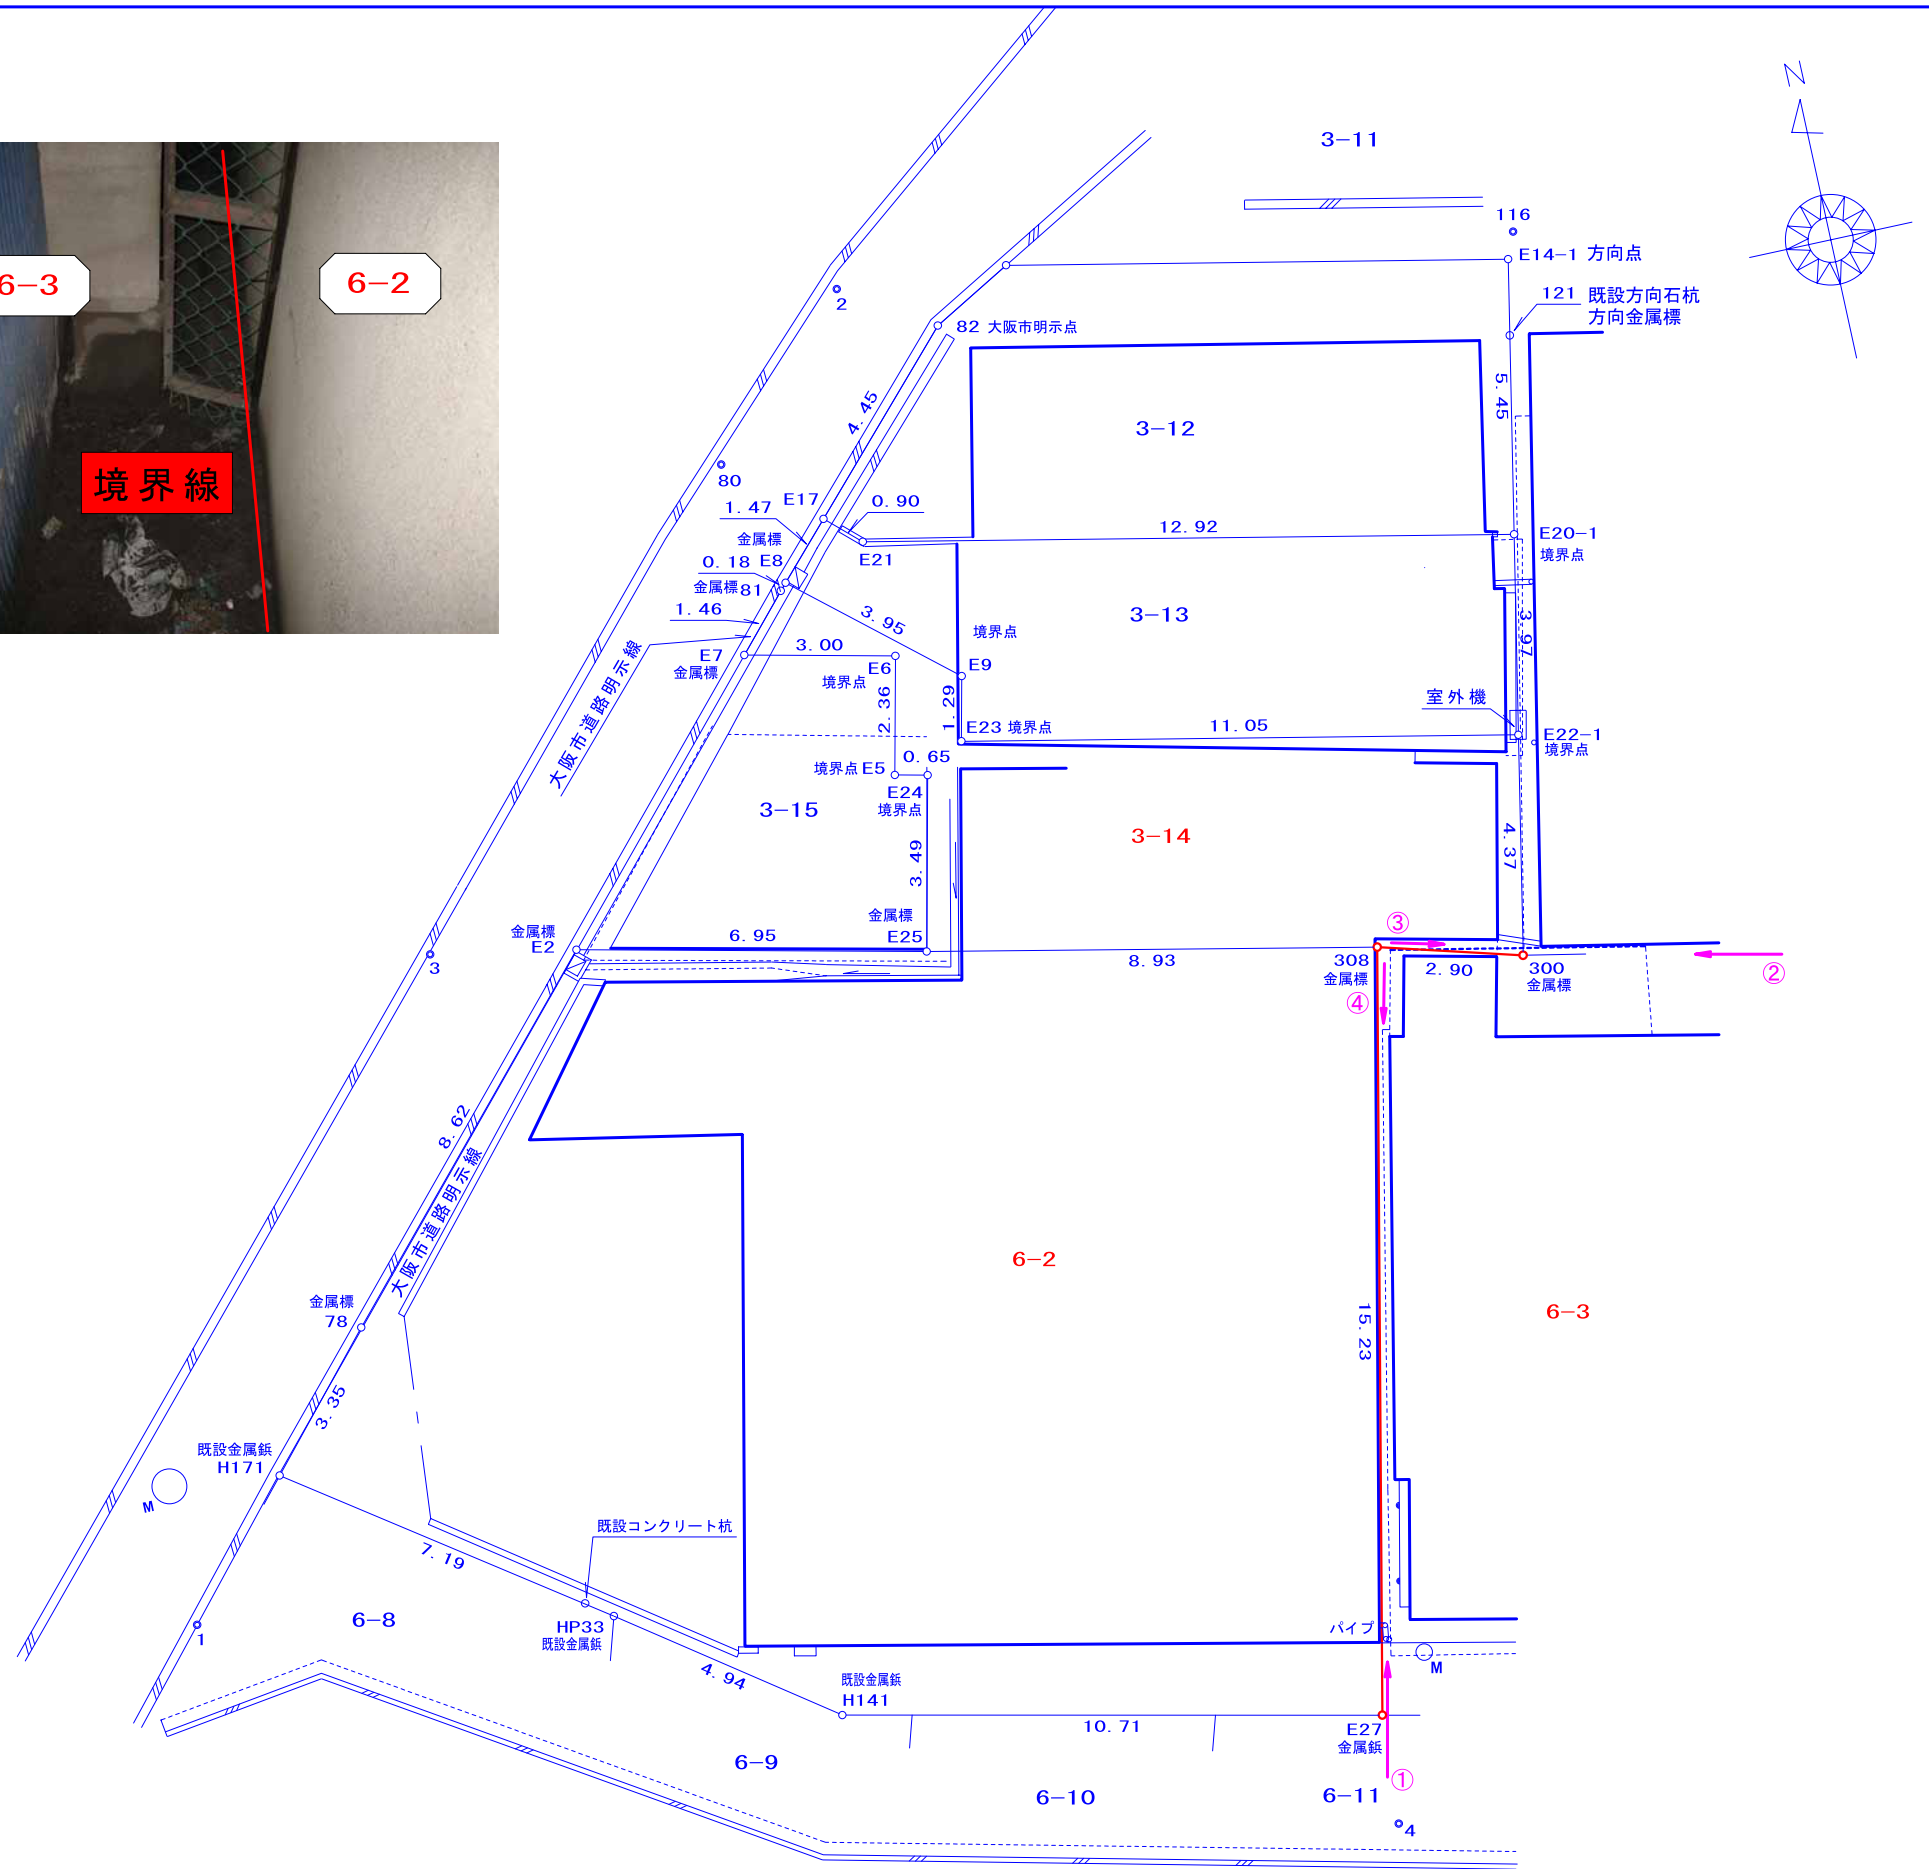 N
3-11
116
E14-1 方向点
121 既設方向石杭
方向金属標
2
82 大阪市明示点
6-3
6-2
境界線
4.45
5.45
3-12
80
E17
1.47
0.90
12.92
E20-1
境界点
金属標
E21
0.18 E8
金属標 81
1.46
3.95
3-13
3.97
境界点
E7
金属標
3.00
E6
境界点
E9
2.36
1.29
室外機
大阪市道路明示線
E23 境界点
11.05
E22-1
境界点
0.65
境界点 E5
E24
境界点
3-15
3-14
4.37
3.49
金属標
E25
金属標
E2
6.95
8.93
③
308
金属標
2.90
300
金属標
②
④
3
8.62
大阪市道路明示線
6-2
15.23
6-3
金属標
78
3.35
既設金属鋲
H171
M
既設コンクリート杭
7.19
6-8
1
HP33
既設金属鋲
パイプ
M
4.94
既設金属鋲
H141
10.71
E27
金属鋲
6-9
①
6-10
6-11
4